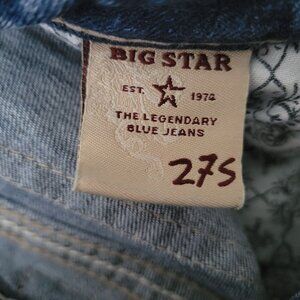 BIG STAR
EST. 1974
THE LEGENDARY
BLUE JEANS
27S